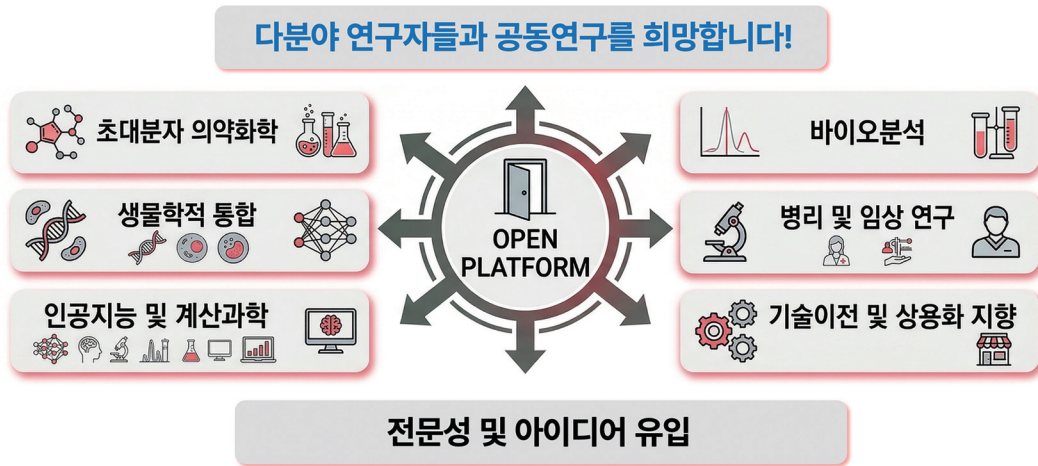 다분야 연구자들과 공동연구를 희망합니다!
초대분자 의약화학
생물학적 통합
인공지능 및 계산과학
OPEN
PLATFORM
바이오분석
병리 및 임상 연구
기술이전 및 상용화 지향
전문성 및 아이디어 유입